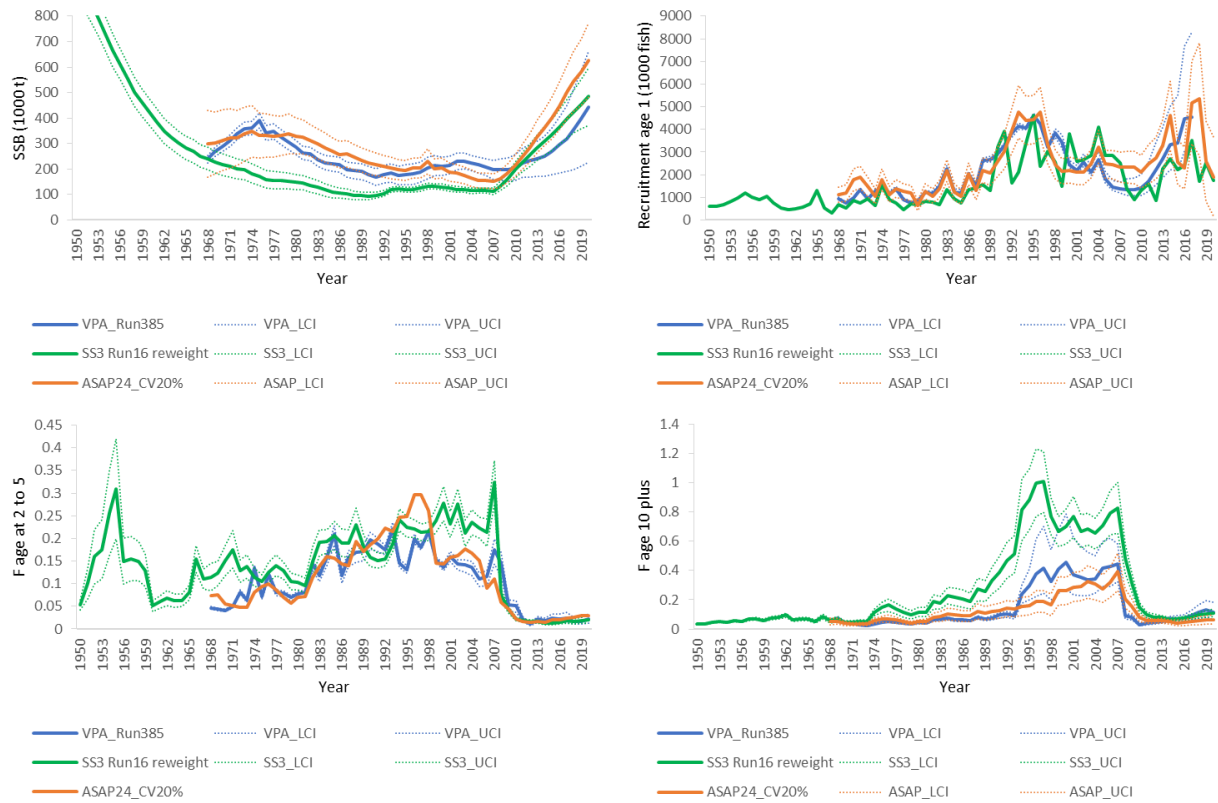 SSB (1000 t)
800
700
600
500
400
300
200
100
0
1950 1953 1956 1959 1962 1965 1968 1971 1974 1977 1980 1983 1986 1989 1992 1995 1998 2001 2004 2007 2010 2013 2016 2019
Year
VPA_Run385 VPA_LCI VPA_UCI
SS3 Run16 reweight SS3_LCI SS3_UCI
ASAP24_CV20% ASAP_LCI ASAP_UCI
Recruitment age 1 (1000 fish)
9000
8000
7000
6000
5000
4000
3000
2000
1000
0
1950 1953 1956 1959 1962 1965 1968 1971 1974 1977 1980 1983 1986 1989 1992 1995 1998 2001 2004 2007 2010 2013 2016 2019
Year
VPA_Run385 VPA_LCI VPA_UCI
SS3 Run16 reweight SS3_LCI SS3_UCI
ASAP24_CV20% ASAP_LCI ASAP_UCI
F age at 2 to 5
0.45
0.4
0.35
0.3
0.25
0.2
0.15
0.1
0.05
0
1950 1953 1956 1959 1962 1965 1968 1971 1974 1977 1980 1983 1986 1989 1992 1995 1998 2001 2004 2007 2010 2013 2016 2019
Year
VPA_Run385 VPA_LCI VPA_UCI
SS3 Run16 reweight SS3_LCI SS3_UCI
ASAP24_CV20%
F age 10 plus
1.4
1.2
1
0.8
0.6
0.4
0.2
0
1950 1953 1956 1959 1962 1965 1968 1971 1974 1977 1980 1983 1986 1989 1992 1995 1998 2001 2004 2007 2010 2013 2016 2019
Year
VPA_Run385 VPA_LCI VPA_UCI
SS3 Run16 reweight SS3_LCI SS3_UCI
ASAP24_CV20% ASAP_LCI ASAP_UCI